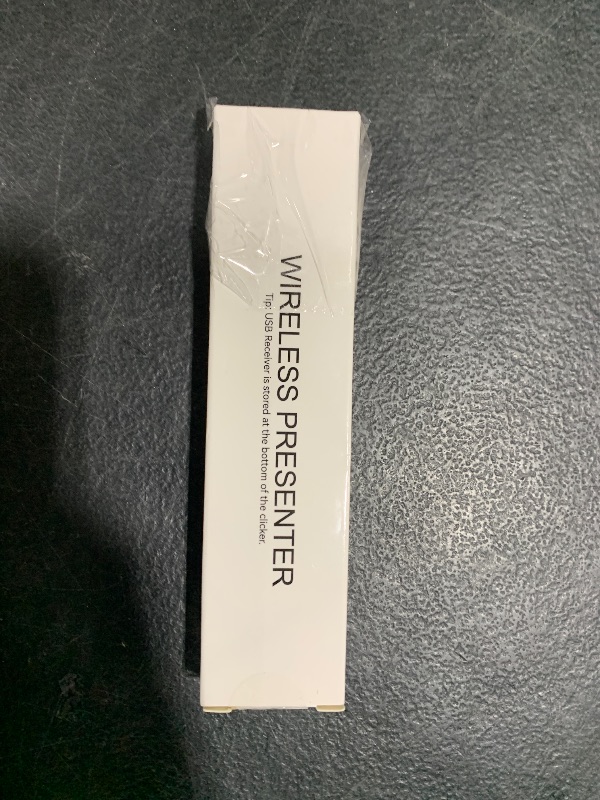 WIRELESS PRESENTER
Tip: USB Receiver is stored at the bottom of the clicker.